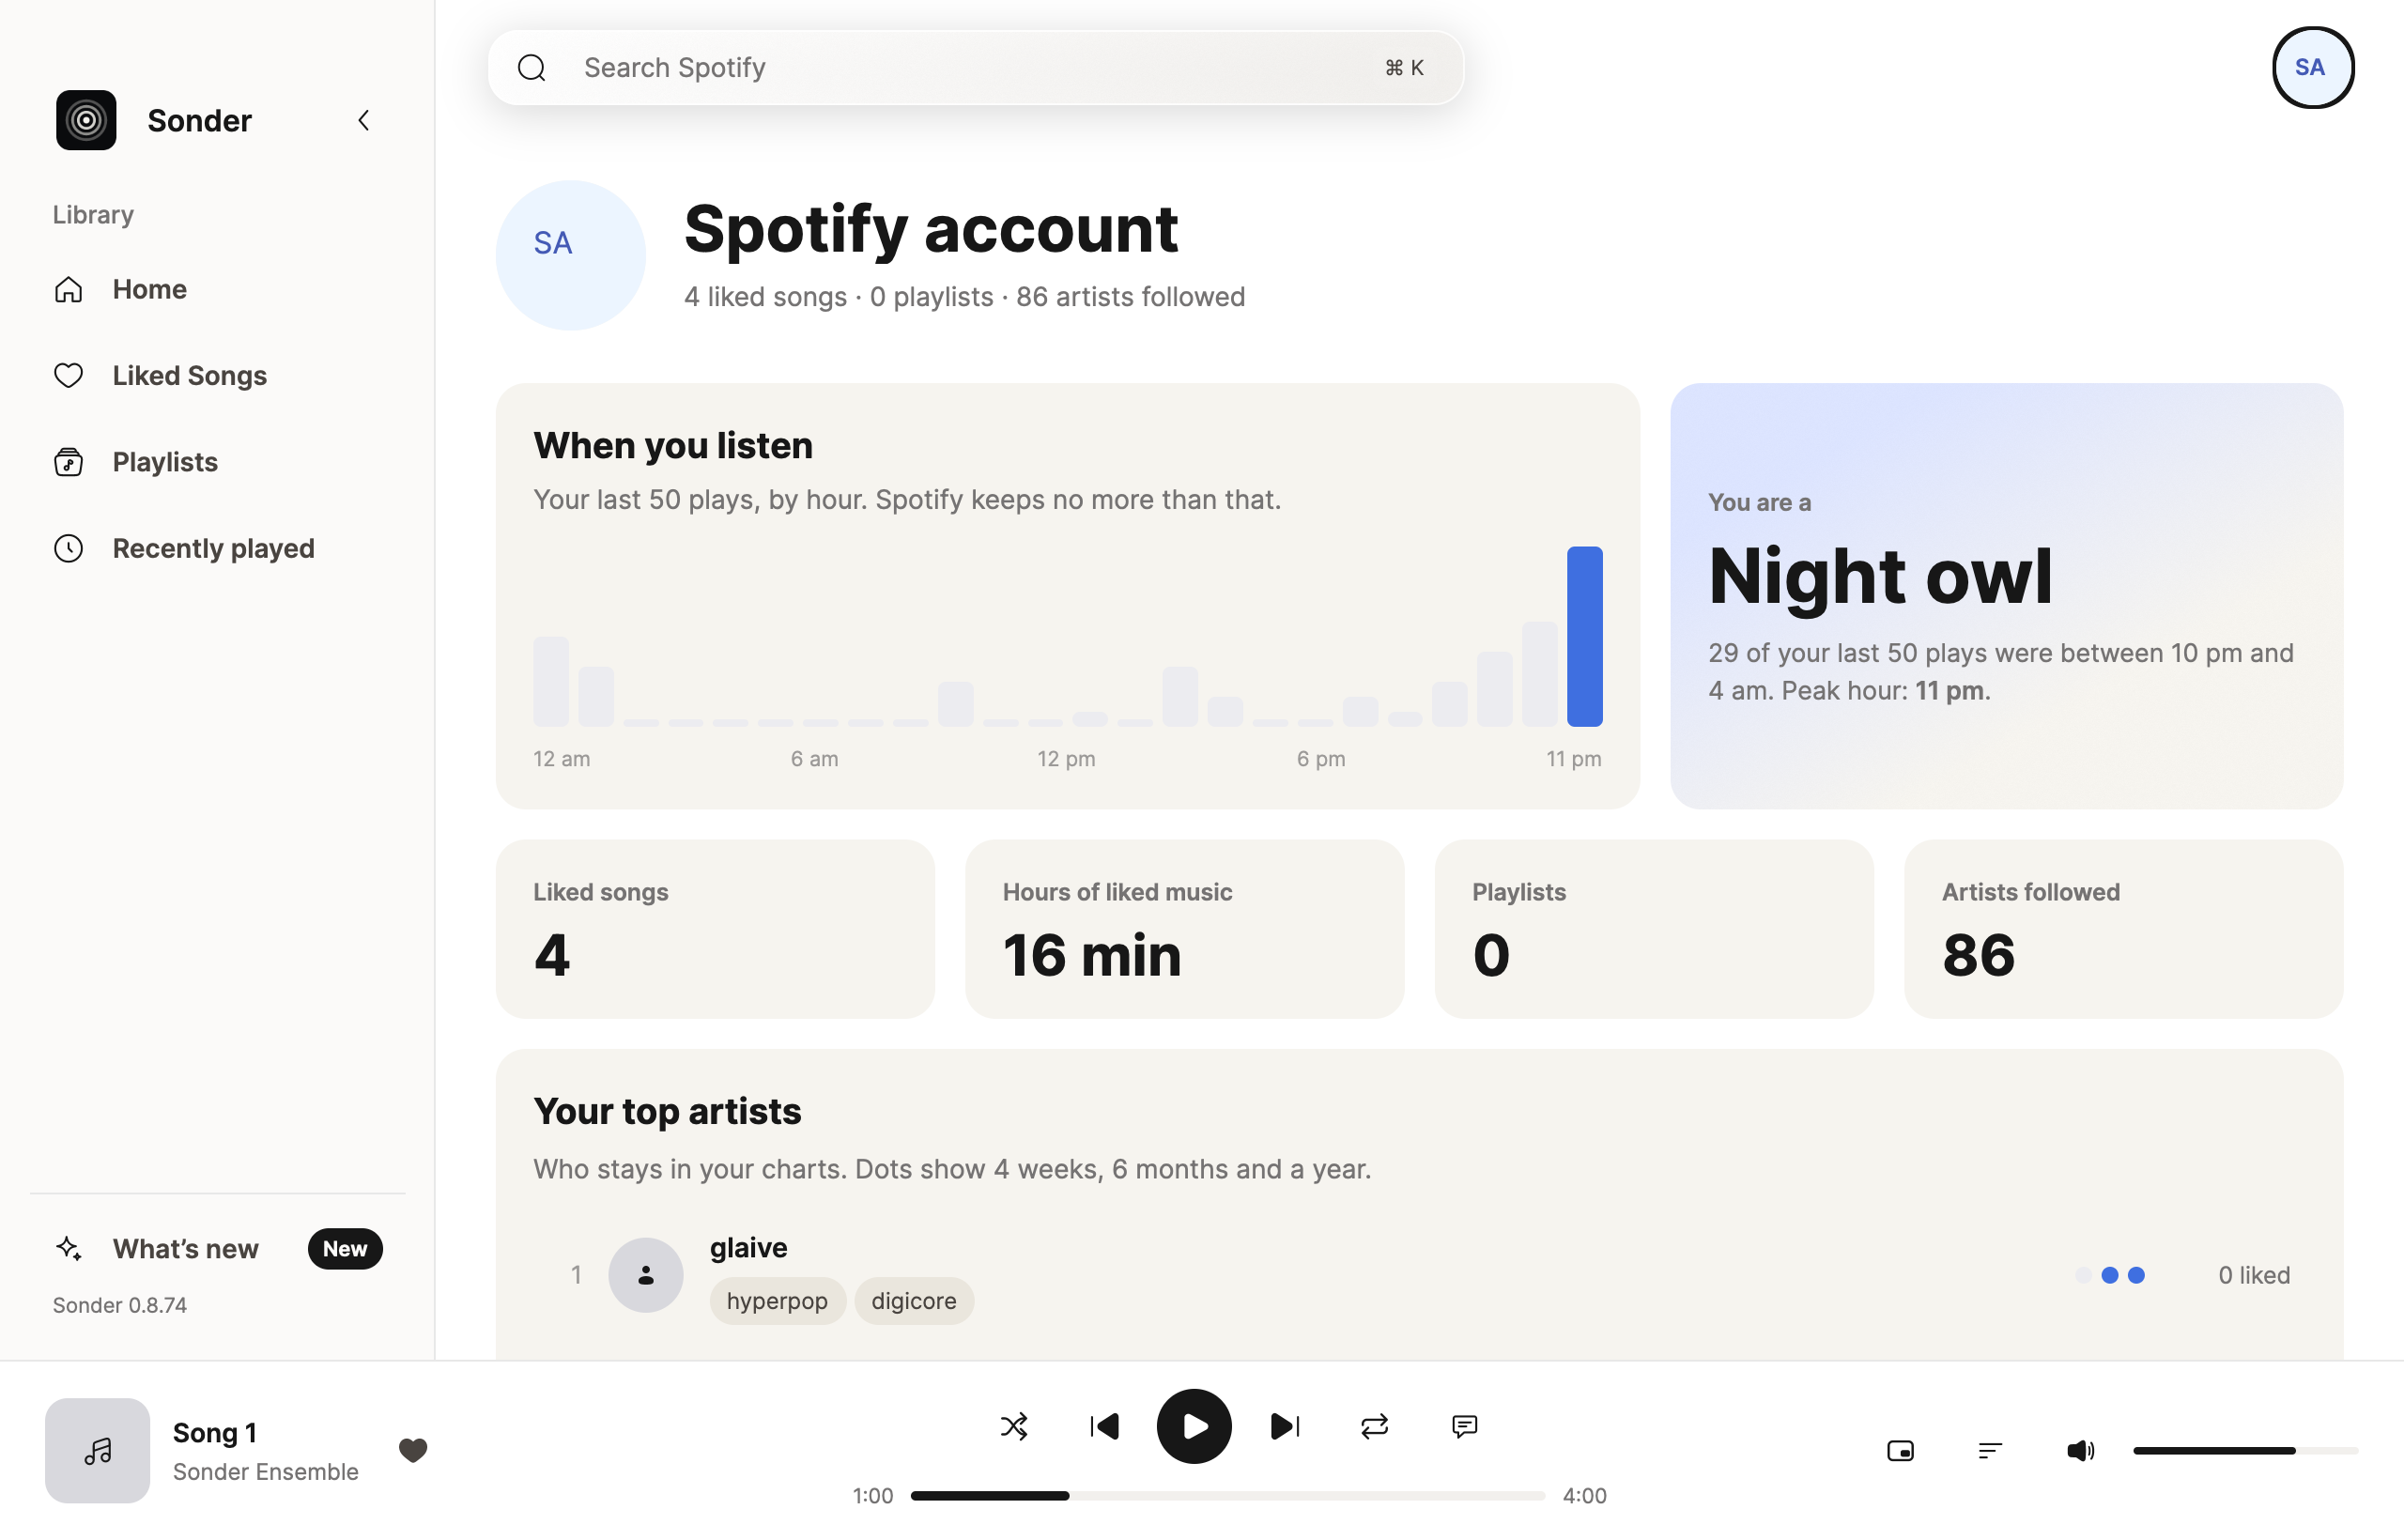 Sonder
Library
Home
Liked Songs
Playlists
Recently played
What’s new
New
Sonder 0.8.74
Search Spotify
⌘ K
SA
SA
Spotify account
4 liked songs · 0 playlists · 86 artists followed
When you listen
Your last 50 plays, by hour. Spotify keeps no more than that.
12 am
6 am
12 pm
6 pm
11 pm
You are a
Night owl
29 of your last 50 plays were between 10 pm and
4 am. Peak hour: 11 pm.
Liked songs
4
Hours of liked music
16 min
Playlists
0
Artists followed
86
Your top artists
Who stays in your charts. Dots show 4 weeks, 6 months and a year.
1
glaive
hyperpop
digicore
0 liked
Song 1
Sonder Ensemble
1:00
4:00